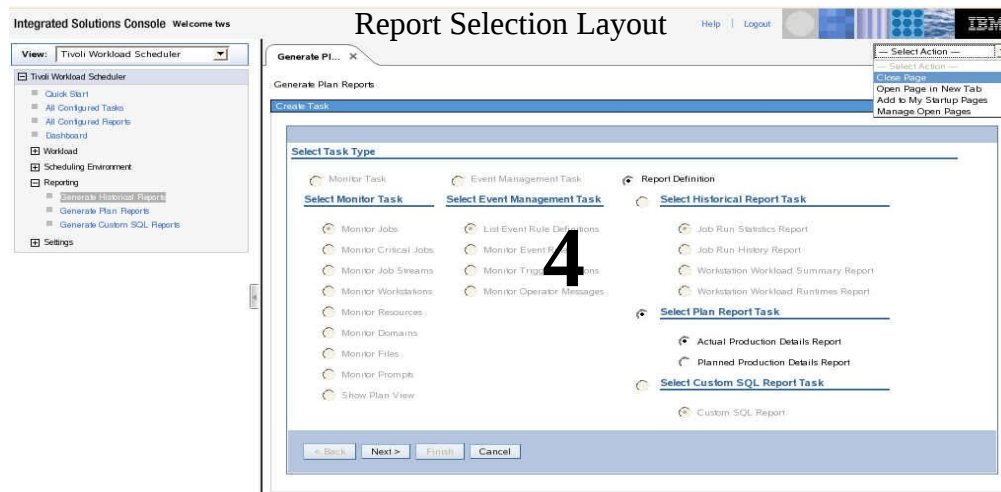 Integrated Solutions Console Welcome tws
Report Selection Layout
Help | Logout
IBM
View: Tivoli Workload Scheduler
Tivoli Workload Scheduler
Quick Start
All Configured Tasks
All Configured Reports
Dashboard
Workload
Scheduling Environment
Reporting
Generate Historical Reports
Generate Plan Reports
Generate Custom SQL Reports
Settings
Generate Pl... X
— Select Action —
— Select Action —
Close Page
Open Page in New Tab
Add to My Startup Pages
Manage Open Pages
Generate Plan Reports
Create Task
Select Task Type
Monitor Task
Event Management Task
Report Definition
Select Monitor Task
Monitor Jobs
Monitor Critical Jobs
Monitor Job Streams
Monitor Workstations
Monitor Resources
Monitor Domains
Monitor Files
Monitor Prompts
Show Plan View
Select Event Management Task
List Event Rule Definitions
Monitor Event
Monitor Trigg
Monitor Operator Messages
4
Select Historical Report Task
Job Run Statistics Report
Job Run History Report
Workstation Workload Summary Report
Workstation Workload Runtimes Report
Select Plan Report Task
Actual Production Details Report
Planned Production Details Report
Select Custom SQL Report Task
Custom SQL Report
< Back Next > Finish Cancel